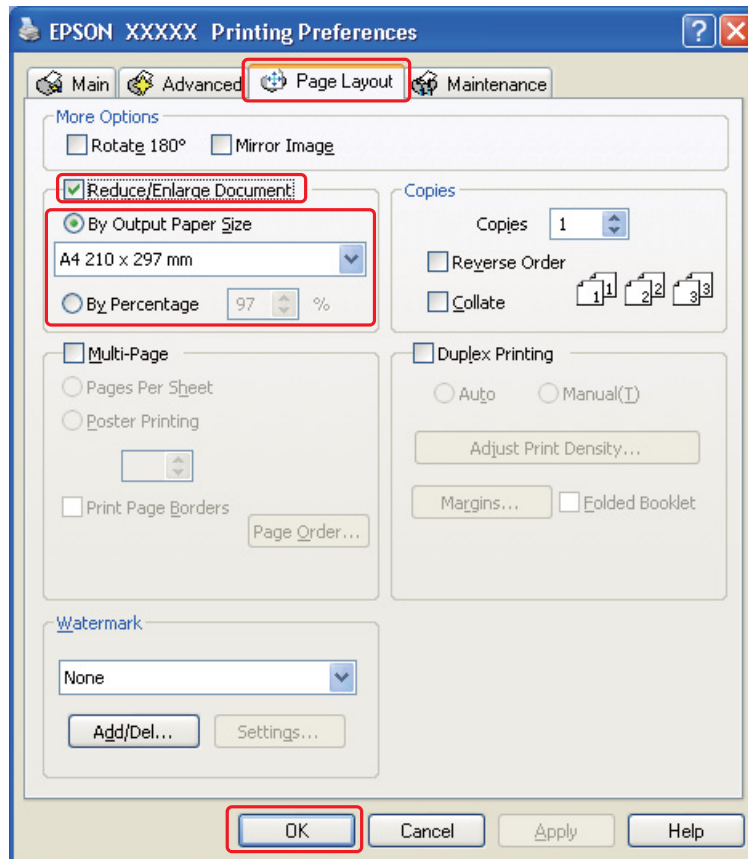 EPSON XXXXX Printing Preferences
Main
Advanced
Page Layout
Maintenance
More Options
Rotate 180°
Mirror Image
Reduce/Enlarge Document
By Output Paper Size
A4 210 x 297 mm
By Percentage
97 %
Copies
Copies 1
Reverse Order
Collate
1 1 2 2 3 3
Multi-Page
Pages Per Sheet
Poster Printing
Print Page Borders
Page Order...
Duplex Printing
Auto
Manual(T)
Adjust Print Density...
Margins...
Folded Booklet
Watermark
None
Add/Del...
Settings...
OK
Cancel
Apply
Help